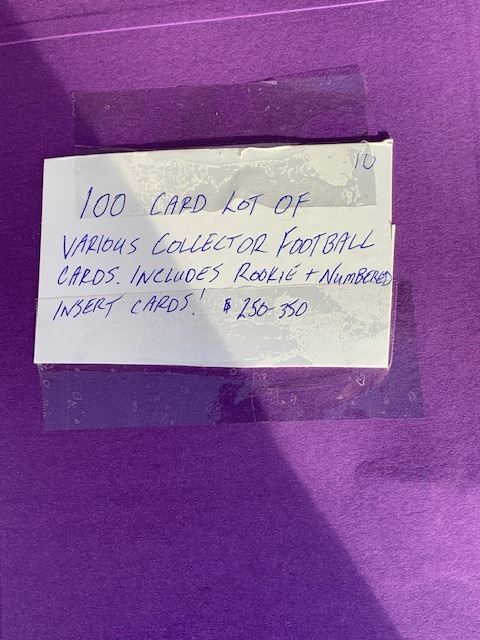 10
100 CARD LOT OF
VARIOUS COLLECTOR FOOTBALL
CARDS. INCLUDES ROOKIE + NUMBERED
INSERT CARDS! $250-350